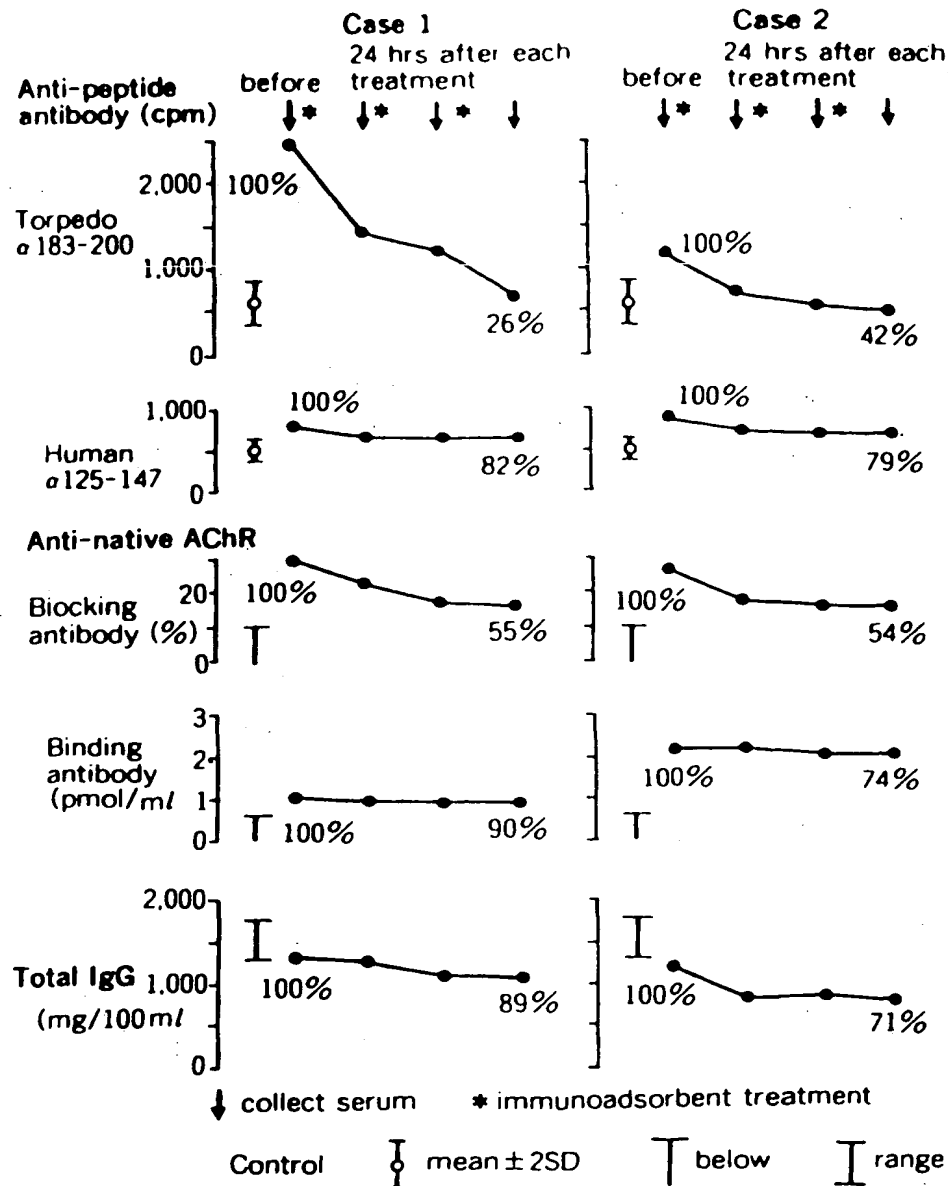 Case 1
Case 2
24 hrs after each
treatment
24 hrs after each
treatment
Anti-peptide
antibody (cpm)
before
before
* * *
* * *
Torpedo
α 183-200
2,000
1,000
0
100%
26%
100%
42%
Human
α 125-147
1,000
0
100%
82%
100%
79%
Anti-native AChR
Biocking
antibody (%)
20
0
100%
55%
100%
54%
Binding
antibody
(pmol/ml
3
2
1
0
100%
90%
100%
74%
Total IgG
(mg/100ml
2,000
1,000
0
100%
89%
100%
71%
↓ collect serum * immunoadsorbent treatment
Control mean ± 2SD below range